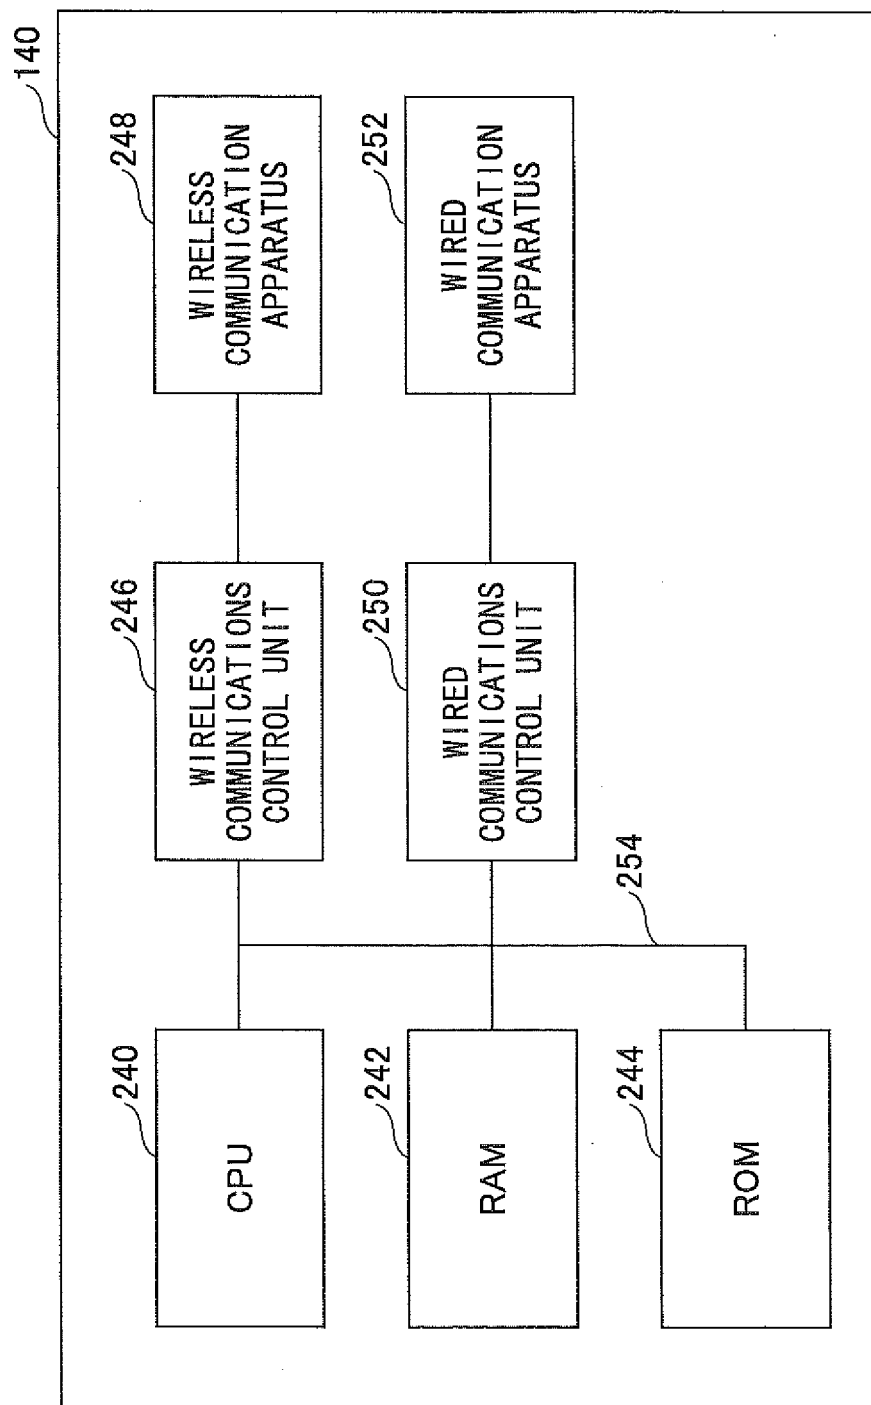 140
240
CPU
246
WIRELESS
COMMUNICATIONS
CONTROL UNIT
248
WIRELESS
COMMUNICATION
APPARATUS
242
RAM
250
WIRED
COMMUNICATIONS
CONTROL UNIT
252
WIRED
COMMUNICATION
APPARATUS
244
ROM
254